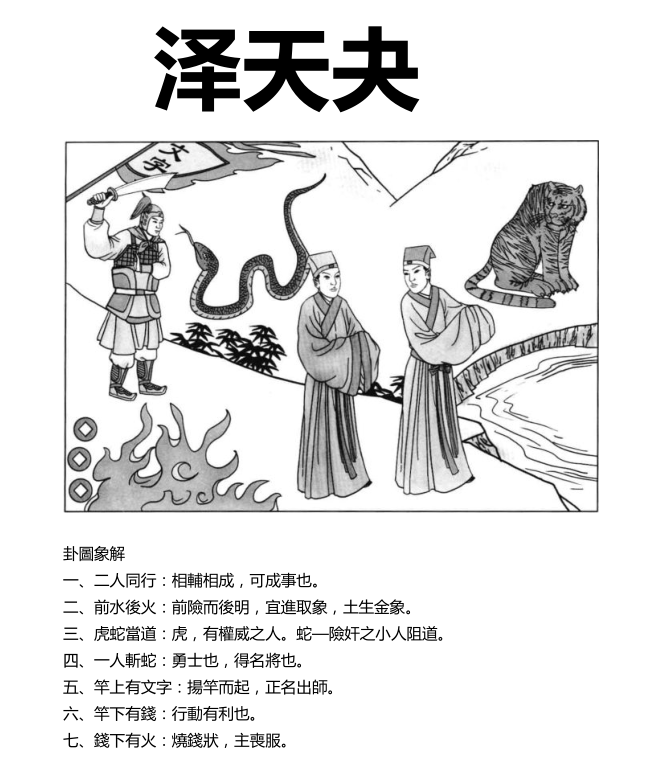 泽天夬
文字
卦圖象解
一、二人同行：相輔相成，可成事也。
二、前水後火：前險而後明，宜進取象，土生金象。
三、虎蛇當道：虎，有權威之人。蛇—險奸之小人阻道。
四、一人斬蛇：勇士也，得名將也。
五、竿上有文字：揚竿而起，正名出師。
六、竿下有錢：行動有利也。
七、錢下有火：燒錢狀，主喪服。